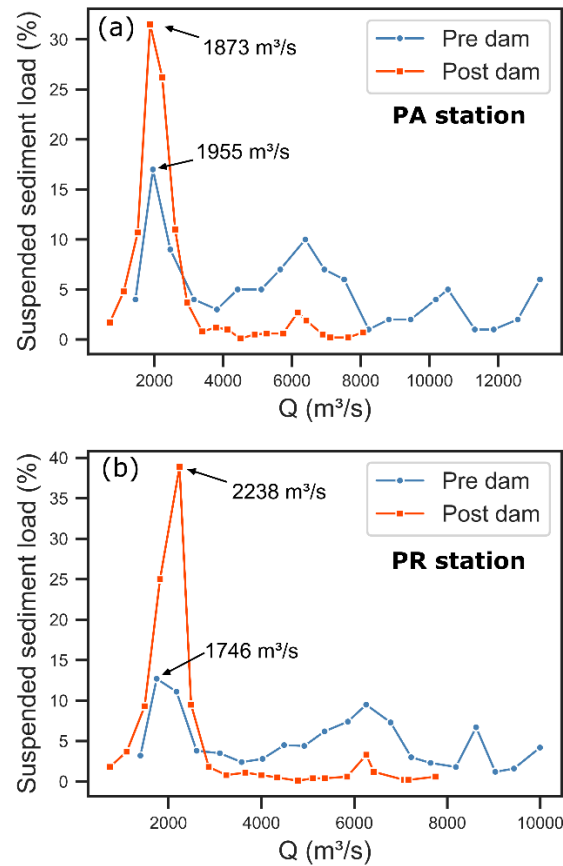 (a)
1873 m³/s
1955 m³/s
Pre dam
Post dam
PA station
Suspended sediment load (%)
30
25
20
15
10
5
0
2000 4000 6000 8000 10000 12000
Q (m³/s)
(b)
2238 m³/s
1746 m³/s
Pre dam
Post dam
PR station
Suspended sediment load (%)
40
35
30
25
20
15
10
5
0
2000 4000 6000 8000 10000
Q (m³/s)